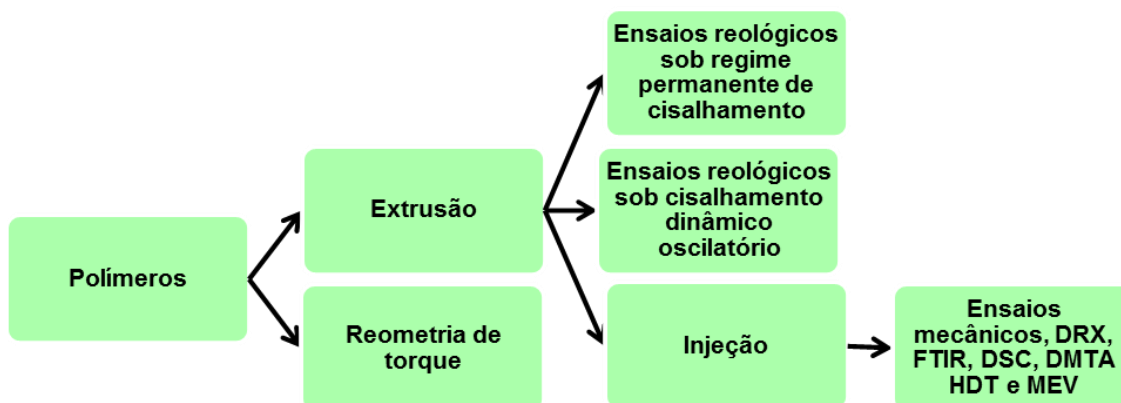 Polímeros
Extrusão
Reometria de
torque
Ensaios reológicos
sob regime
permanente de
cisalhamento
Ensaios reológicos
sob cisalhamento
dinâmico
oscilatório
Injeção
Ensaios
mecânicos, DRX,
FTIR, DSC, DMTA
HDT e MEV